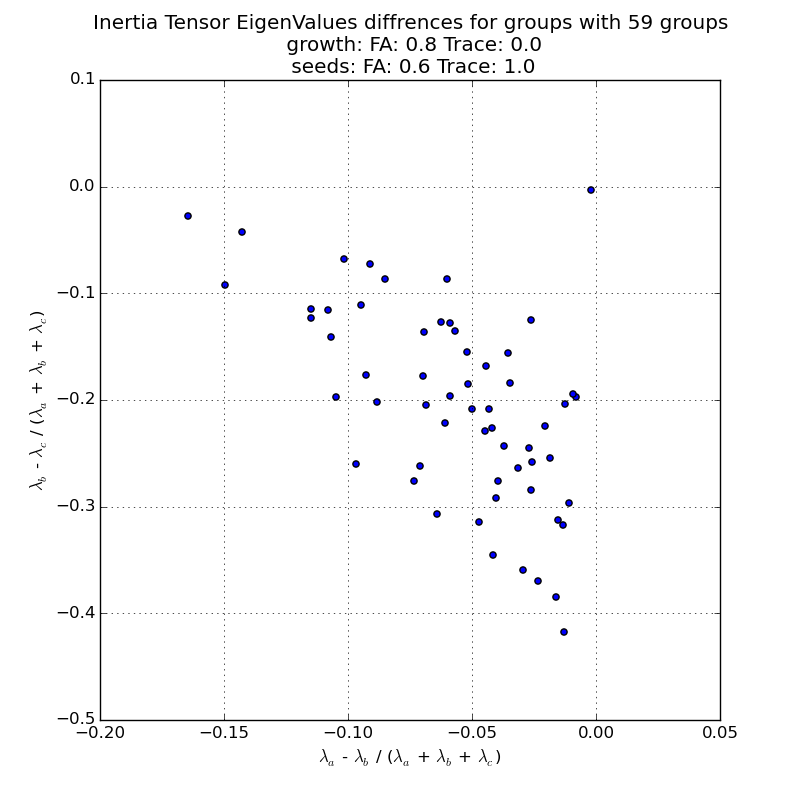 Inertia Tensor EigenValues diffrences for groups with 59 groups
growth: FA: 0.8 Trace: 0.0
seeds: FA: 0.6 Trace: 1.0
0.1
0.0
−0.1
−0.2
−0.3
−0.4
−0.5
λb - λc / (λa + λb + λc)
−0.20 −0.15 −0.10 −0.05 0.00 0.05
λa - λb / (λa + λb + λc)